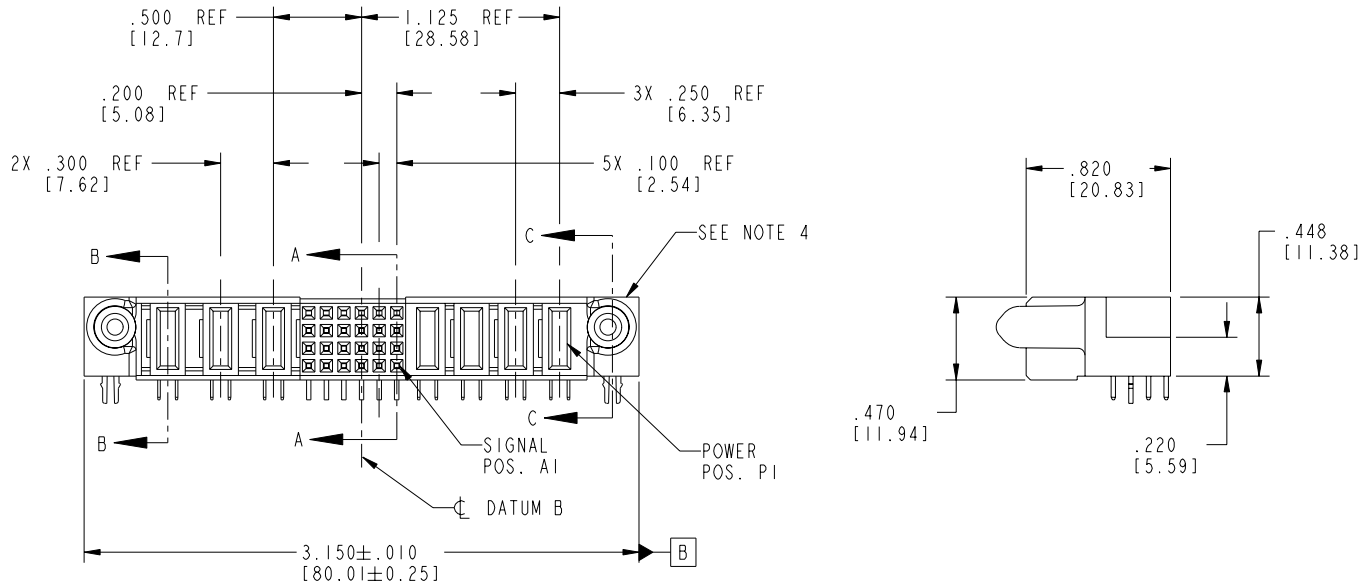 .500 REF
[12.7]
1.125 REF
[28.58]
.200 REF
[5.08]
3X .250 REF
[6.35]
2X .300 REF
[7.62]
5X .100 REF
[2.54]
.820
[20.83]
C
SEE NOTE 4
.448
[11.38]
B
A
.470
[11.94]
C
.220
[5.59]
B
A
SIGNAL
POS. A1
POWER
POS. P1
℄ DATUM B
3.150±.010
[80.01±0.25]
B